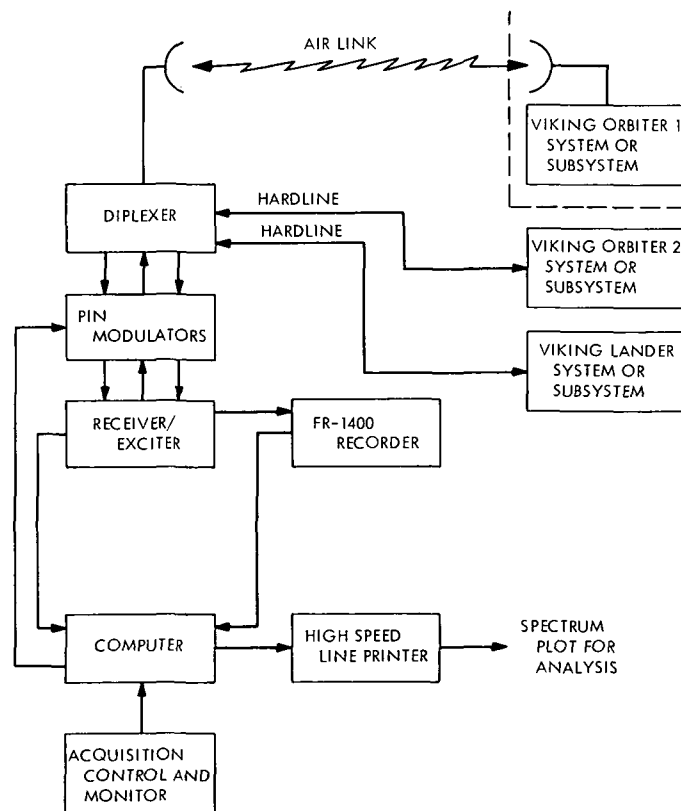 AIR LINK
VIKING ORBITER 1
SYSTEM OR
SUBSYSTEM
DIPLEXER
HARDLINE
HARDLINE
VIKING ORBITER 2
SYSTEM OR
SUBSYSTEM
PIN
MODULATORS
VIKING LANDER
SYSTEM OR
SUBSYSTEM
RECEIVER/
EXCITER
FR-1400
RECORDER
COMPUTER
HIGH SPEED
LINE PRINTER
SPECTRUM
PLOT FOR
ANALYSIS
ACQUISITION
CONTROL AND
MONITOR